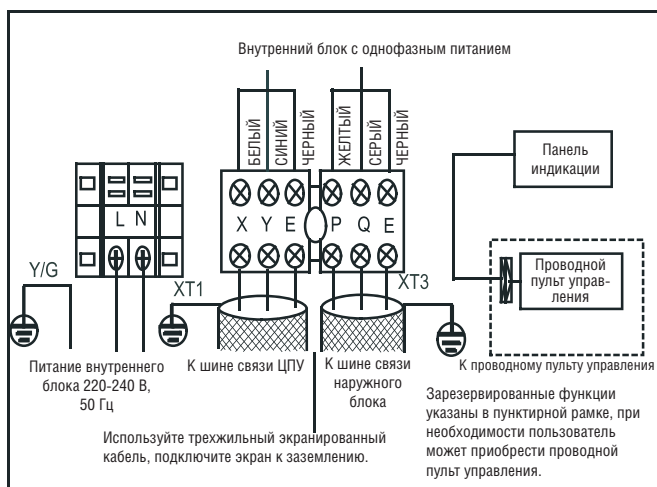 Внутренний блок с однофазным питанием
БЕЛЫЙ
СИНИЙ
ЧЕРНЫЙ
ЖЕЛТЫЙ
СЕРЫЙ
ЧЕРНЫЙ
Панель
индикации
L N
X Y E
P Q E
Y/G
XT1
XT3
Проводной
пульт управ-
ления
Питание внутреннего
блока 220-240 В,
50 Гц
К шине связи ЦПУ
К шине связи
наружного
блока
К проводному пульту управления
Используйте трехжильный экранированный
кабель, подключите экран к заземлению.
Зарезервированные функции
указаны в пунктирной рамке, при
необходимости пользователь
может приобрести проводной
пульт управления.